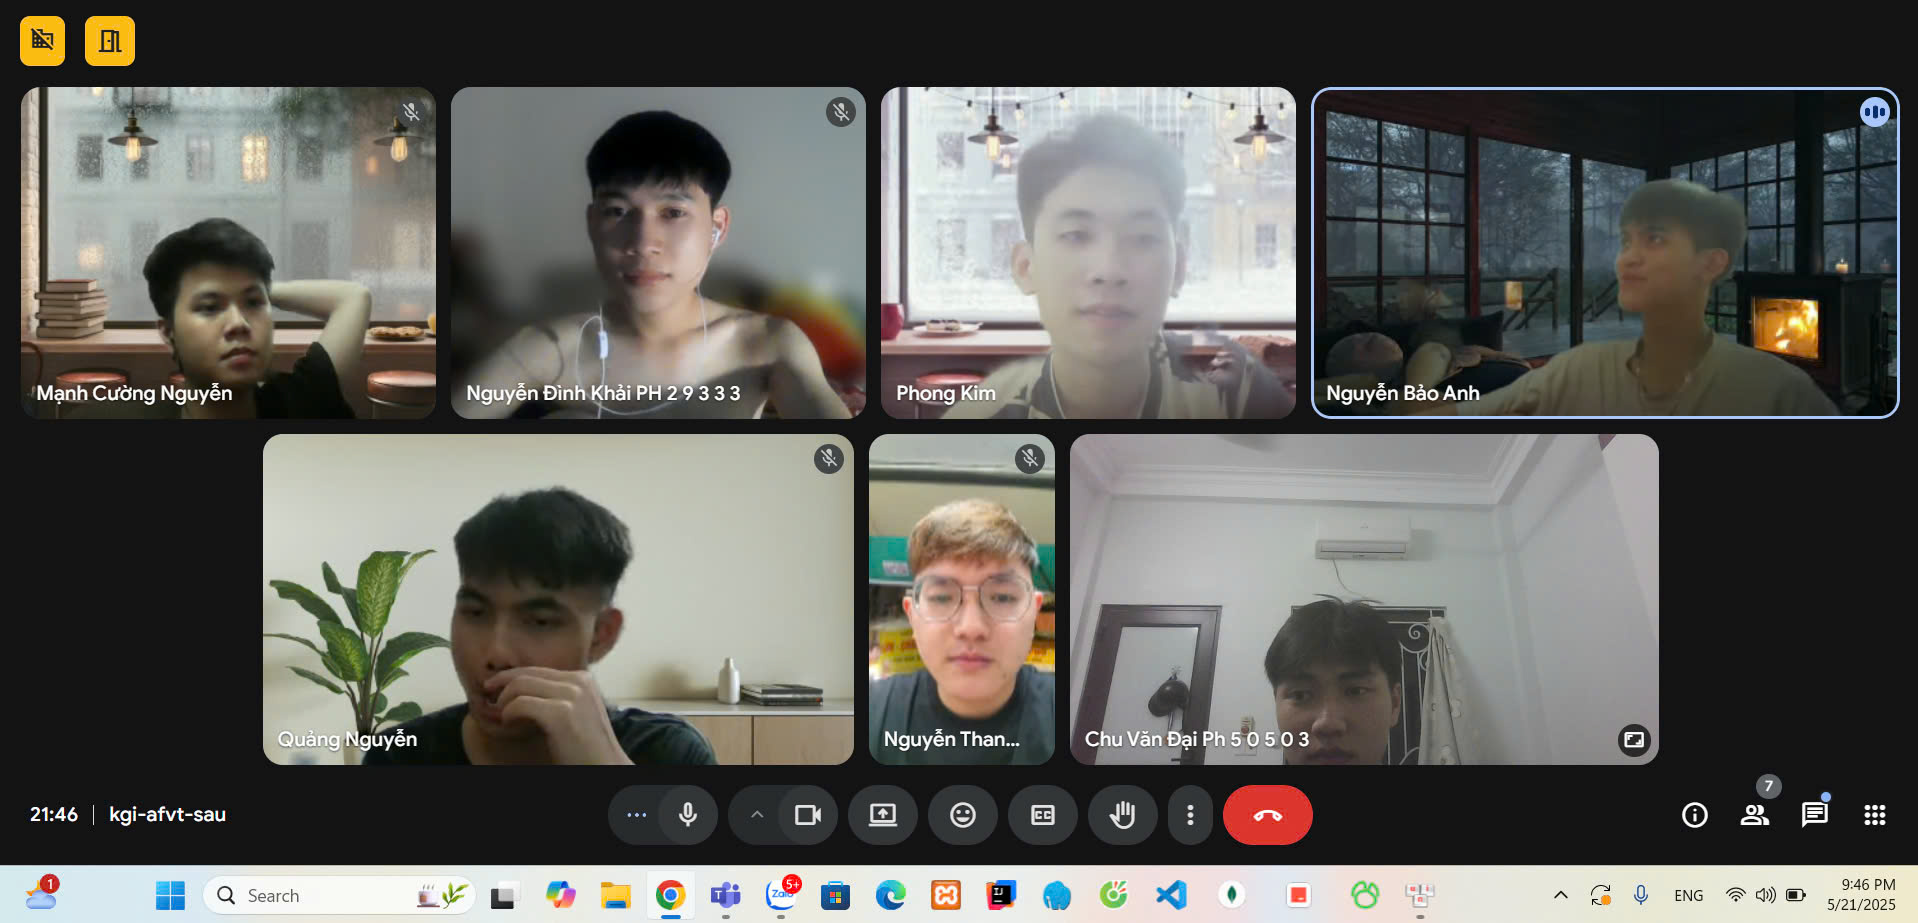 Mạnh Cường Nguyễn
Nguyễn Đình Khải PH 2 9 3 3 3
Phong Kim
Nguyễn Bảo Anh
Quảng Nguyễn
Nguyễn Than...
Chu Văn Đại Ph 5 0 5 0 3
21:46 | kgi-afvt-sau
CC
7
1
Search
Zalo
5+
ENG
9:46 PM
5/21/2025